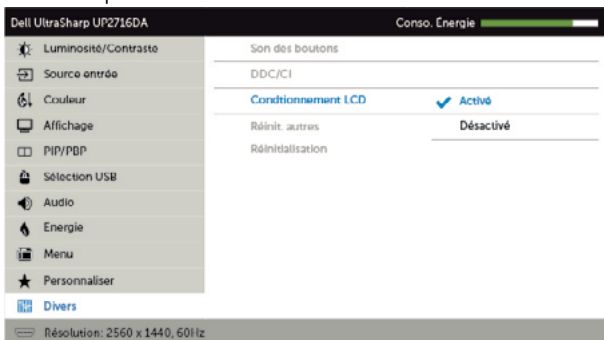 Dell UltraSharp UP2716DA
Conso. Énergie
Luminosité/Contraste
Son des boutons
Source entrée
DDC/CI
Couleur
Condtionnement LCD
Activé
Affichage
Réinit. autres
Désactivé
PIP/PBP
Réinitialisation
Sélection USB
Audio
Energie
Menu
Personnaliser
Divers
Résolution: 2560 x 1440, 60Hz